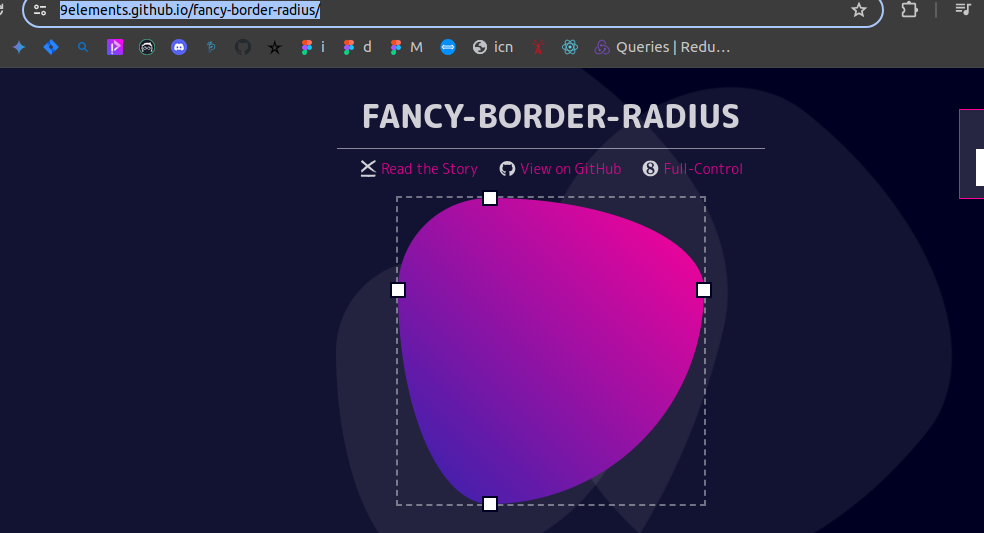 9elements.github.io/fancy-border-radius/
i d M icn Queries | Redu...
FANCY-BORDER-RADIUS
Read the Story View on GitHub Full-Control